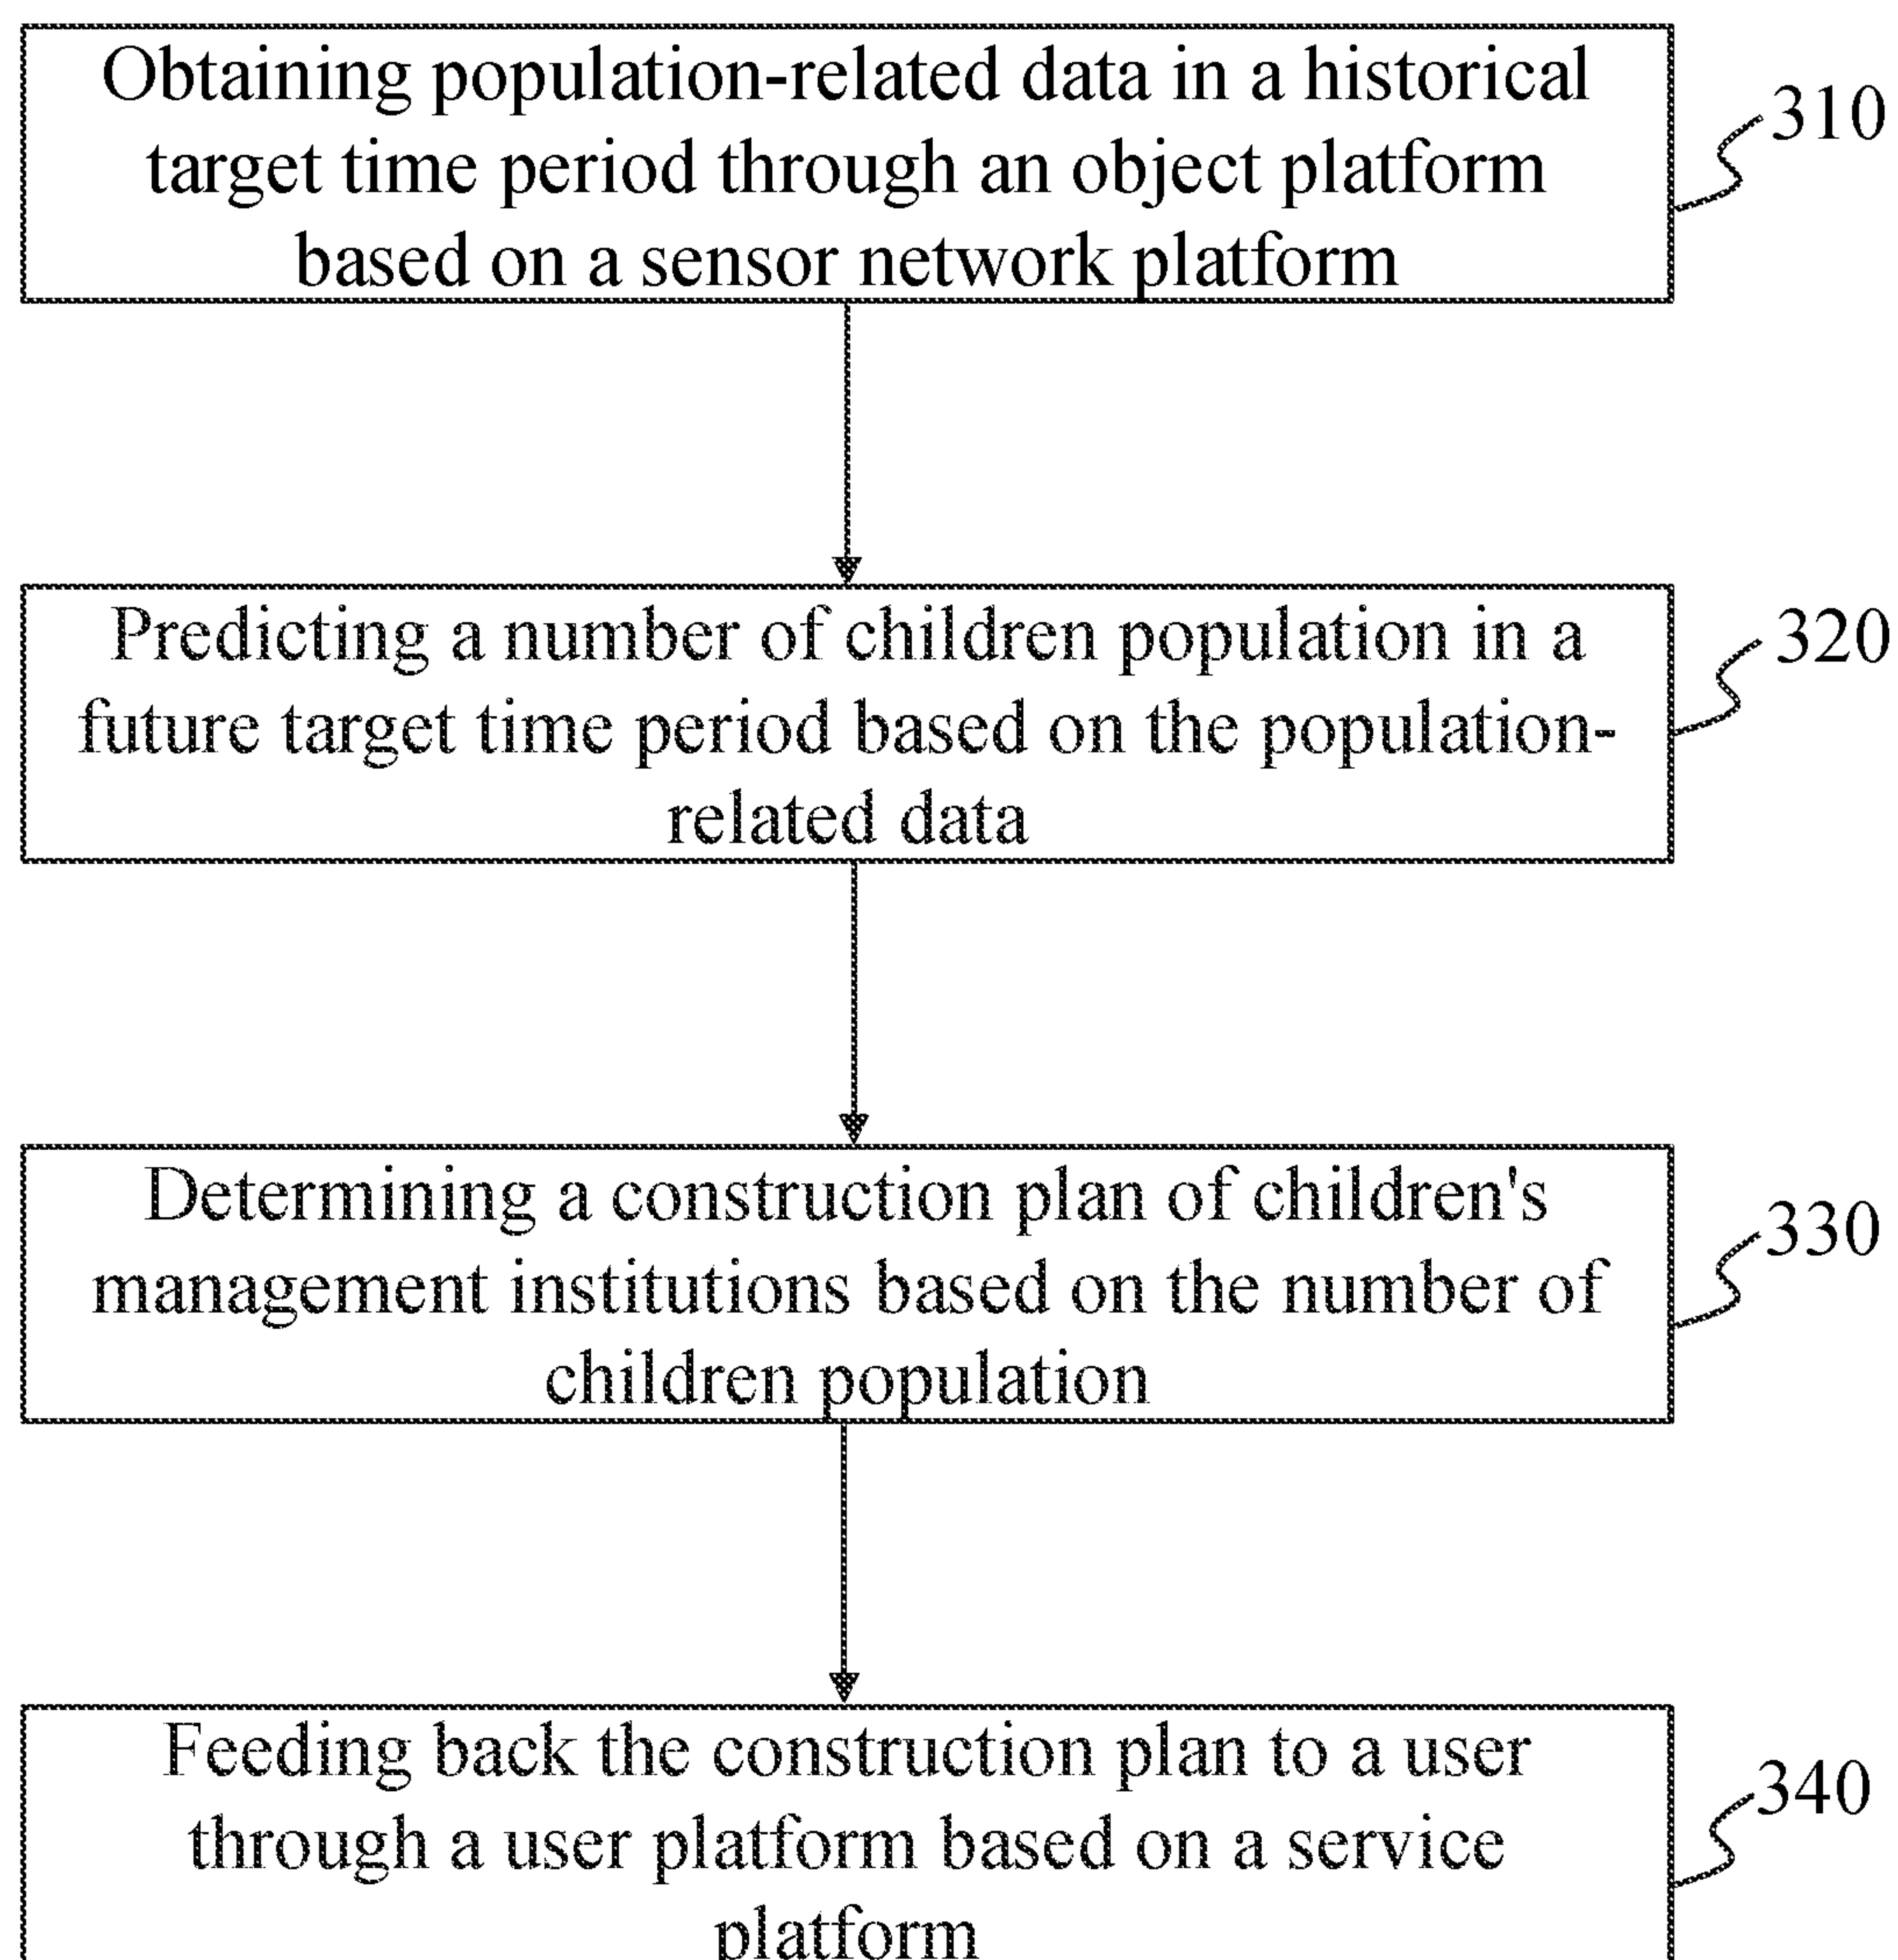 Obtaining population-related data in a historical
target time period through an object platform
based on a sensor network platform
310
Predicting a number of children population in a
future target time period based on the population-
related data
320
Determining a construction plan of children's
management institutions based on the number of
children population
330
Feeding back the construction plan to a user
through a user platform based on a service
platform
340